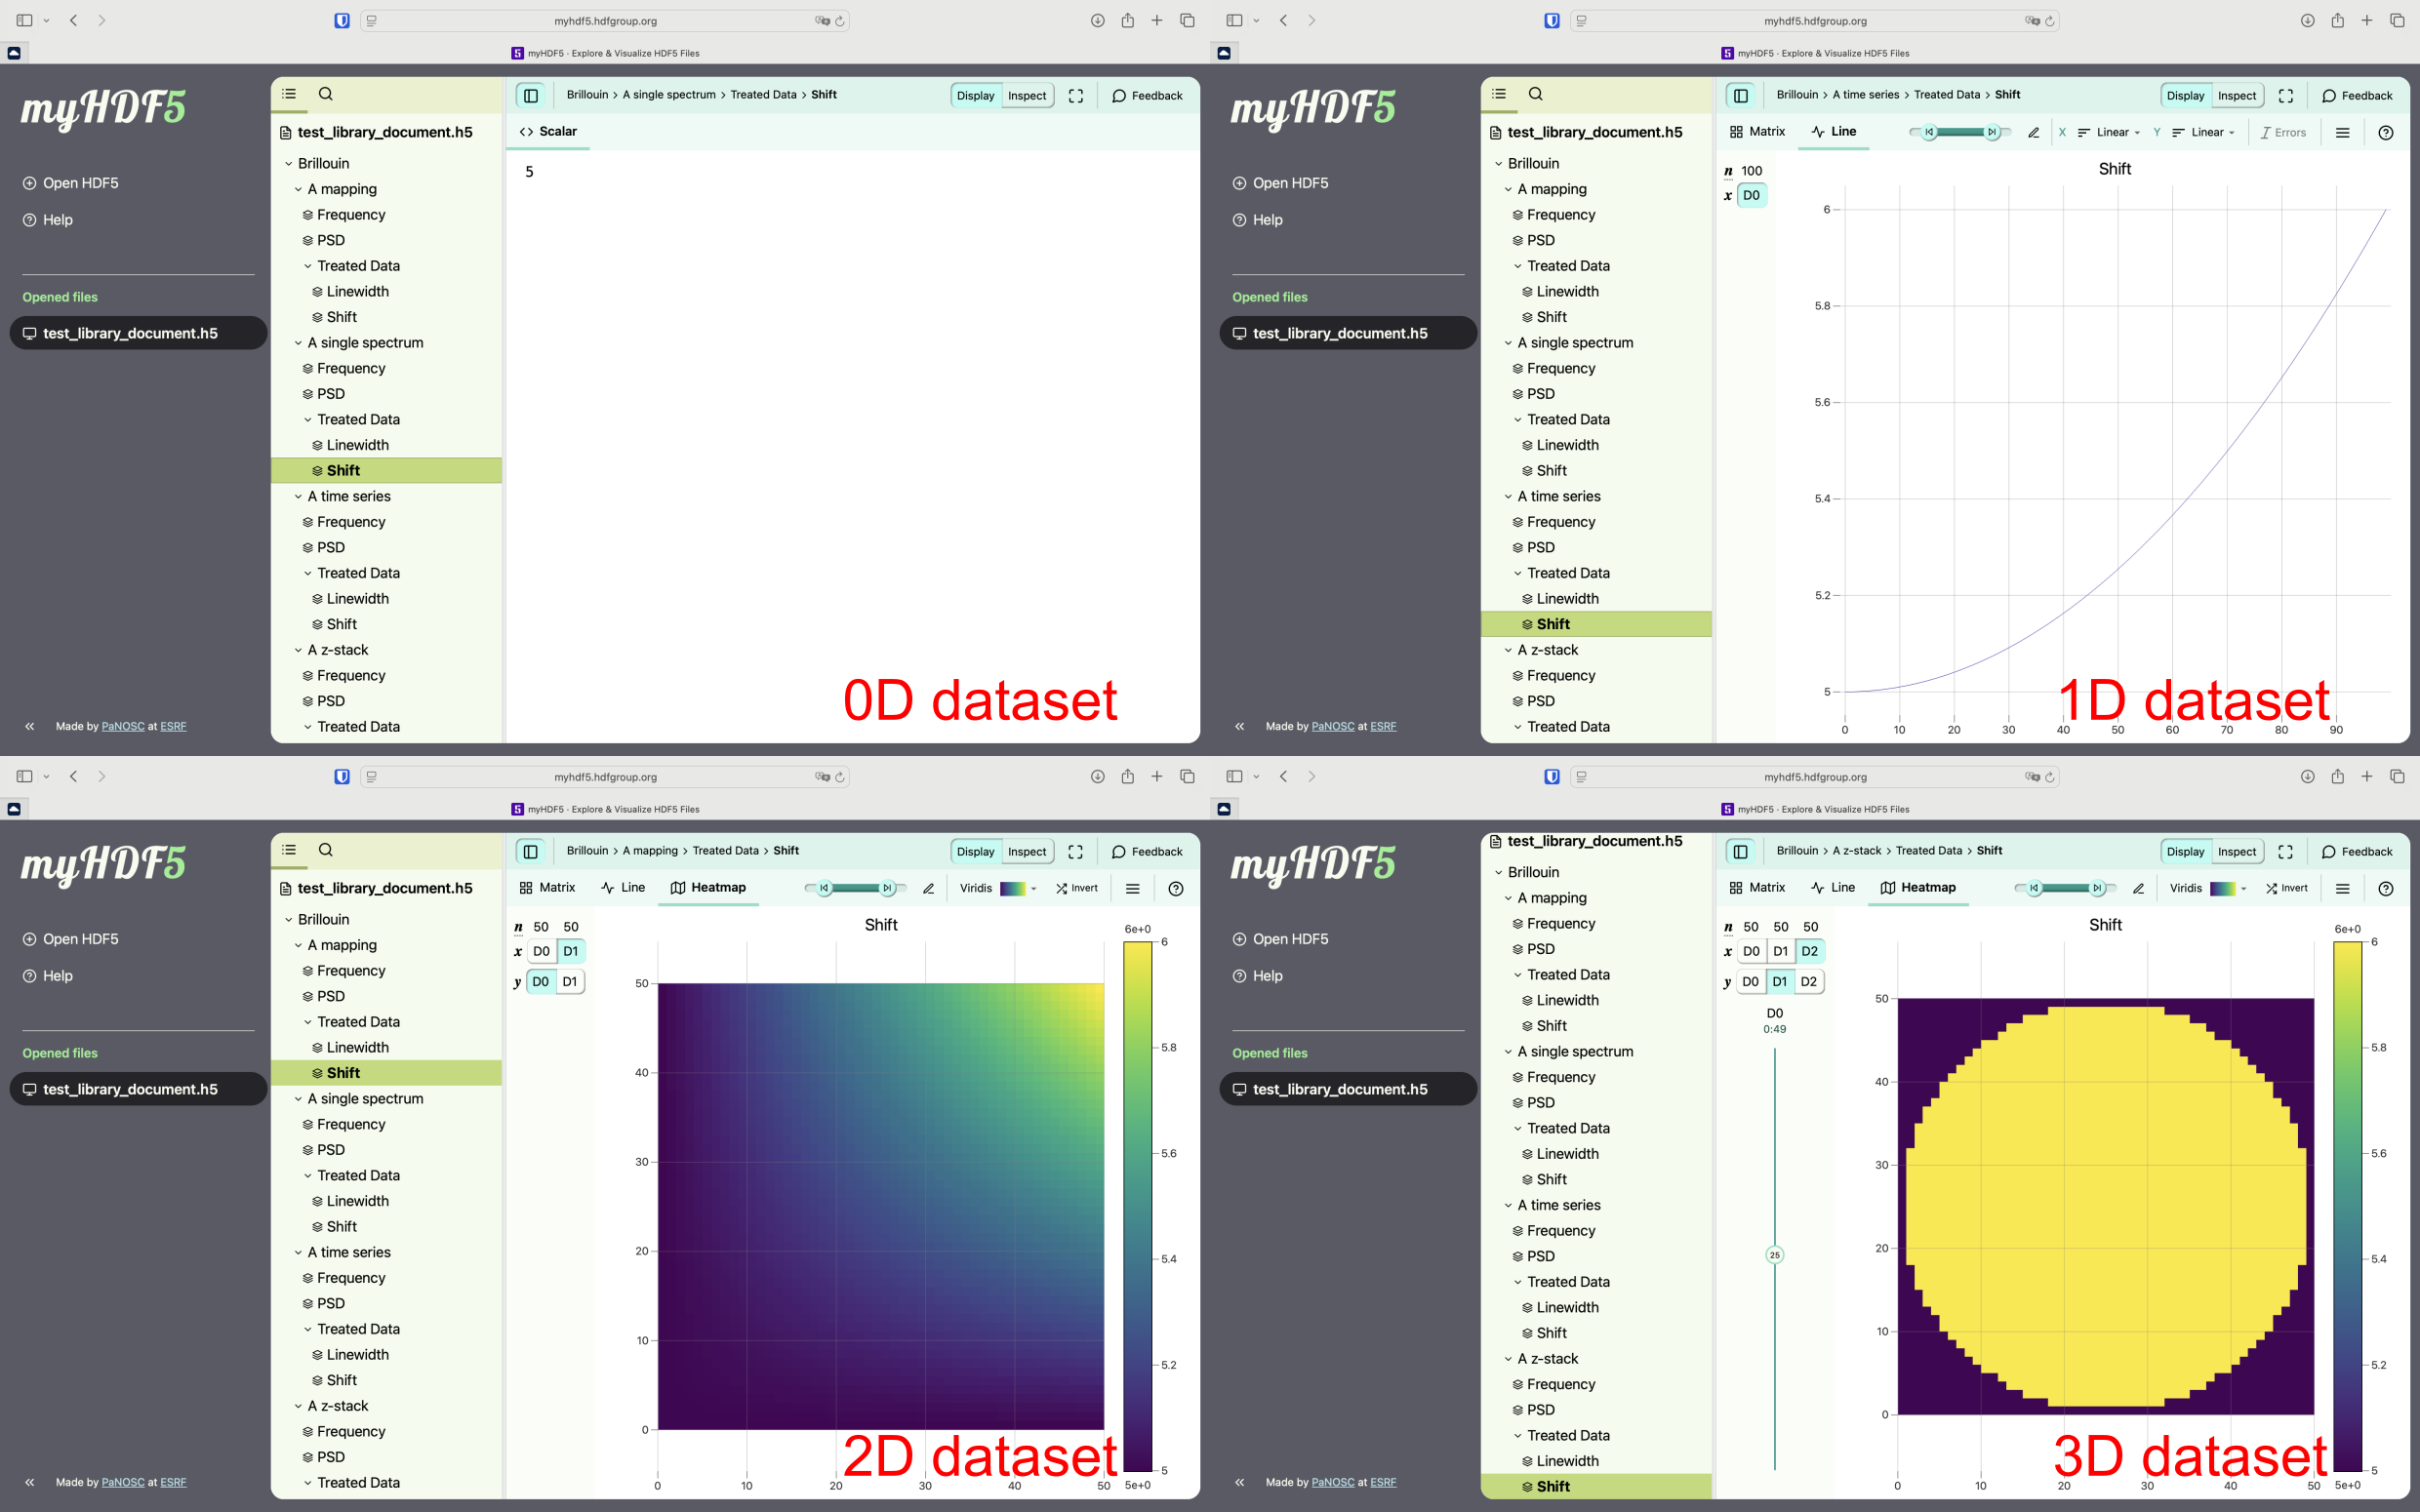 myhdf5.hdfgroup.org
myHDF5 · Explore & Visualize HDF5 Files
myHDF5
Open HDF5
Help
Opened files
test_library_document.h5
Made by PaNOSC at ESRF
test_library_document.h5
Brillouin
A mapping
Frequency
PSD
Treated Data
Linewidth
Shift
A single spectrum
Frequency
PSD
Treated Data
Linewidth
Shift
A time series
Frequency
PSD
Treated Data
Linewidth
Shift
A z-stack
Frequency
PSD
Treated Data
Brillouin > A single spectrum > Treated Data > Shift
Display Inspect Feedback
Scalar
5
0D dataset
myhdf5.hdfgroup.org
myHDF5 · Explore & Visualize HDF5 Files
myHDF5
Open HDF5
Help
Opened files
test_library_document.h5
Made by PaNOSC at ESRF
test_library_document.h5
Brillouin
A mapping
Frequency
PSD
Treated Data
Linewidth
Shift
A single spectrum
Frequency
PSD
Treated Data
Linewidth
Shift
A time series
Frequency
PSD
Treated Data
Linewidth
Shift
A z-stack
Frequency
PSD
Treated Data
Brillouin > A time series > Treated Data > Shift
Display Inspect Feedback
Matrix Line X Linear Y Linear Errors
n 100
x D0
Shift
6
5.8
5.6
5.4
5.2
5
0 10 20 30 40 50 60 70 80 90
1D dataset
myhdf5.hdfgroup.org
myHDF5 · Explore & Visualize HDF5 Files
myHDF5
Open HDF5
Help
Opened files
test_library_document.h5
Made by PaNOSC at ESRF
test_library_document.h5
Brillouin
A mapping
Frequency
PSD
Treated Data
Linewidth
Shift
A single spectrum
Frequency
PSD
Treated Data
Linewidth
Shift
A time series
Frequency
PSD
Treated Data
Linewidth
Shift
A z-stack
Frequency
PSD
Treated Data
Brillouin > A mapping > Treated Data > Shift
Display Inspect Feedback
Matrix Line Heatmap Viridis Invert
n 50 50
x D0 D1
y D0 D1
Shift
50
40
30
20
10
0
0 10 20 30 40 50
6e+0
6
5.8
5.6
5.4
5.2
5
5e+0
2D dataset
myhdf5.hdfgroup.org
myHDF5 · Explore & Visualize HDF5 Files
myHDF5
Open HDF5
Help
Opened files
test_library_document.h5
Made by PaNOSC at ESRF
test_library_document.h5
Brillouin
A mapping
Frequency
PSD
Treated Data
Linewidth
Shift
A single spectrum
Frequency
PSD
Treated Data
Linewidth
Shift
A time series
Frequency
PSD
Treated Data
Linewidth
Shift
A z-stack
Frequency
PSD
Treated Data
Linewidth
Shift
Brillouin > A z-stack > Treated Data > Shift
Display Inspect Feedback
Matrix Line Heatmap Viridis Invert
n 50 50 50
x D0 D1 D2
y D0 D1 D2
D0
0:49
25
Shift
50
40
30
20
10
0
0 10 20 30 40 50
6e+0
6
5.8
5.6
5.4
5.2
5
5e+0
3D dataset